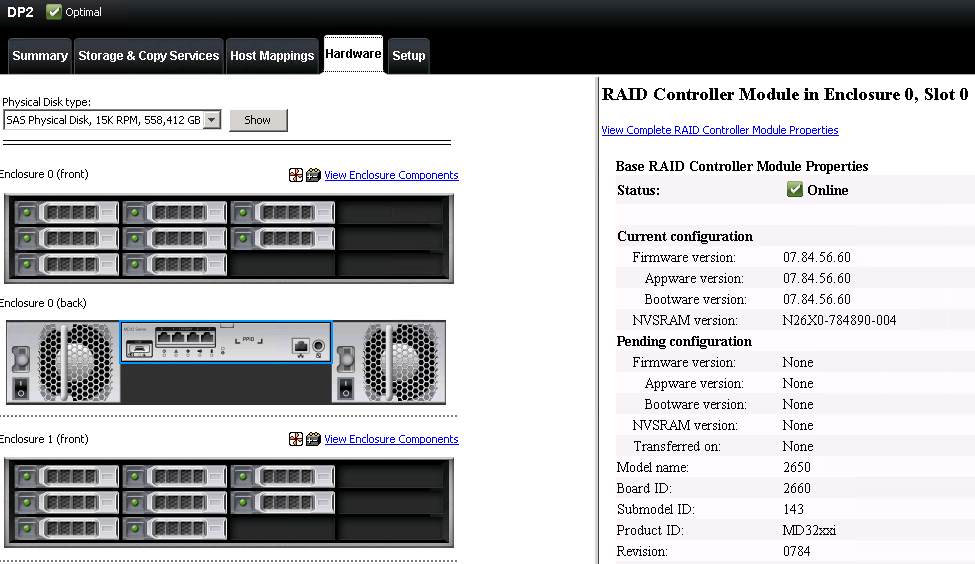 DP2 Optimal
Summary Storage & Copy Services Host Mappings Hardware Setup
Physical Disk type:
SAS Physical Disk, 15K RPM, 558,412 GB Show
Enclosure 0 (front) View Enclosure Components
Enclosure 0 (back)
PPID
Enclosure 1 (front) View Enclosure Components
RAID Controller Module in Enclosure 0, Slot 0
View Complete RAID Controller Module Properties
Base RAID Controller Module Properties
Status: Online
Current configuration
Firmware version: 07.84.56.60
Appware version: 07.84.56.60
Bootware version: 07.84.56.60
NVSRAM version: N26X0-784890-004
Pending configuration
Firmware version: None
Appware version: None
Bootware version: None
NVSRAM version: None
Transferred on: None
Model name: 2650
Board ID: 2660
Submodel ID: 143
Product ID: MD32xxi
Revision: 0784